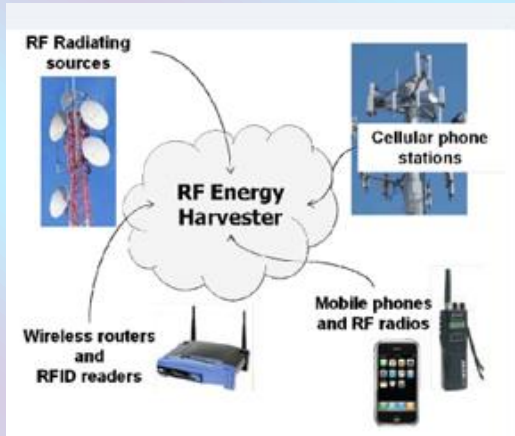 RF Radiating
sources
Cellular phone
stations
RF Energy
Harvester
Mobile phones
and RF radios
Wireless routers
and
RFID readers